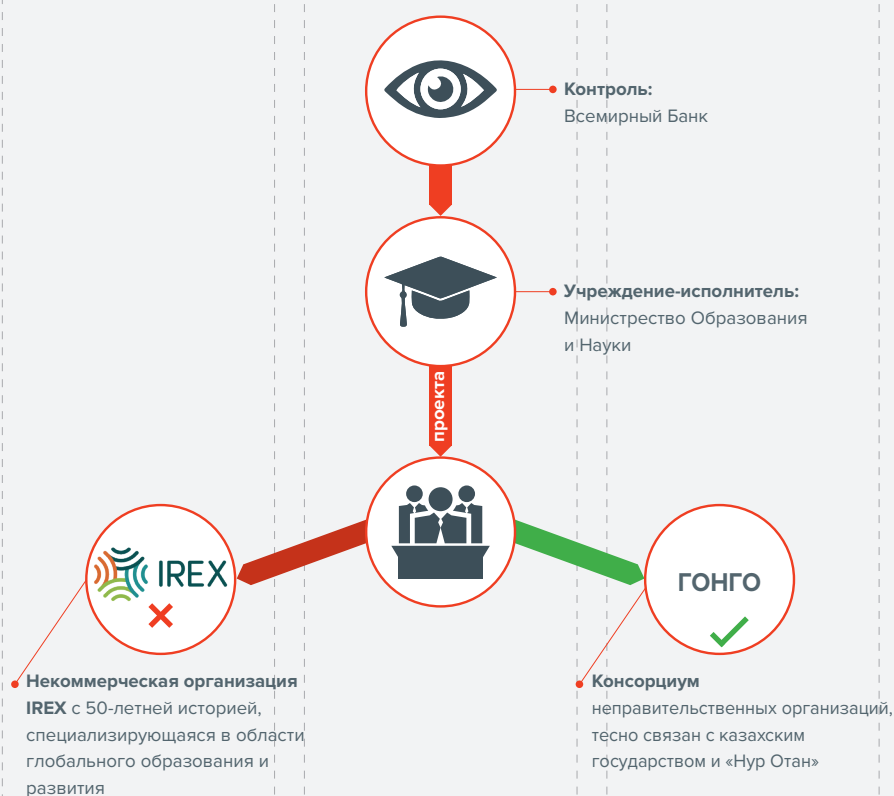 Контроль:
Всемирный Банк
Учреждение-исполнитель:
Министрество Образования
и Науки
проекта
IREX
ГОНГО
Некоммерческая организация
IREX с 50-летней историей,
специализирующаяся в области
глобального образования и
развития
Консорциум
неправительственных организаций,
тесно связан с казахским
государством и «Нур Отан»